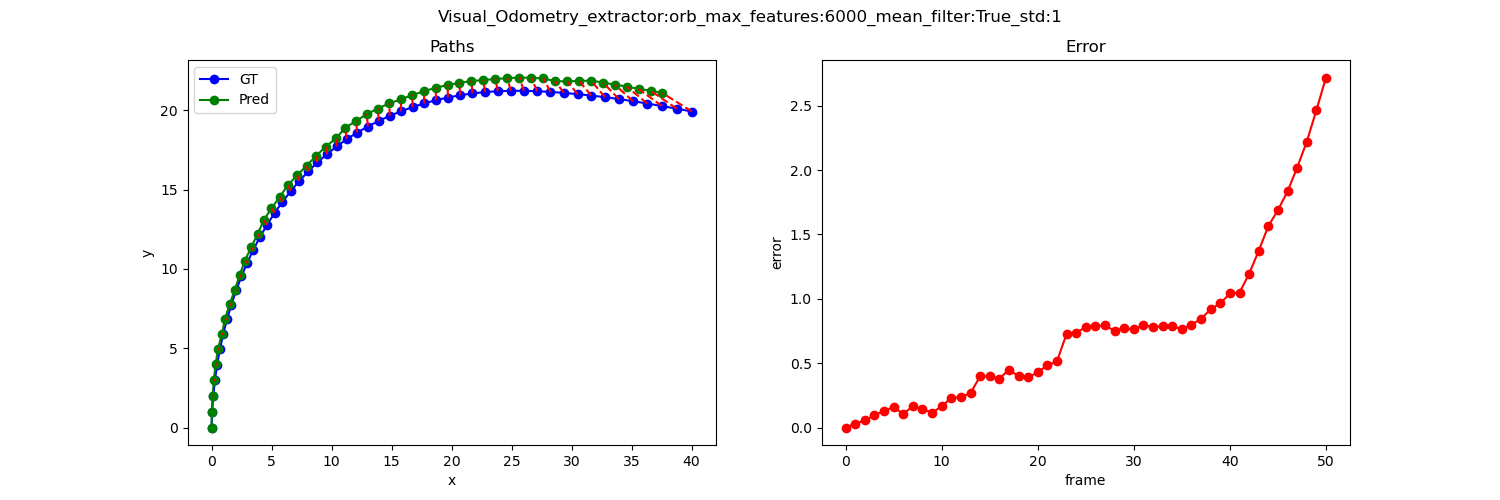 Visual_Odometry_extractor:orb_max_features:6000_mean_filter:True_std:1
Paths
GT
Pred
y
20
15
10
5
0
0 5 10 15 20 25 30 35 40
x
Error
error
2.5
2.0
1.5
1.0
0.5
0.0
0 10 20 30 40 50
frame